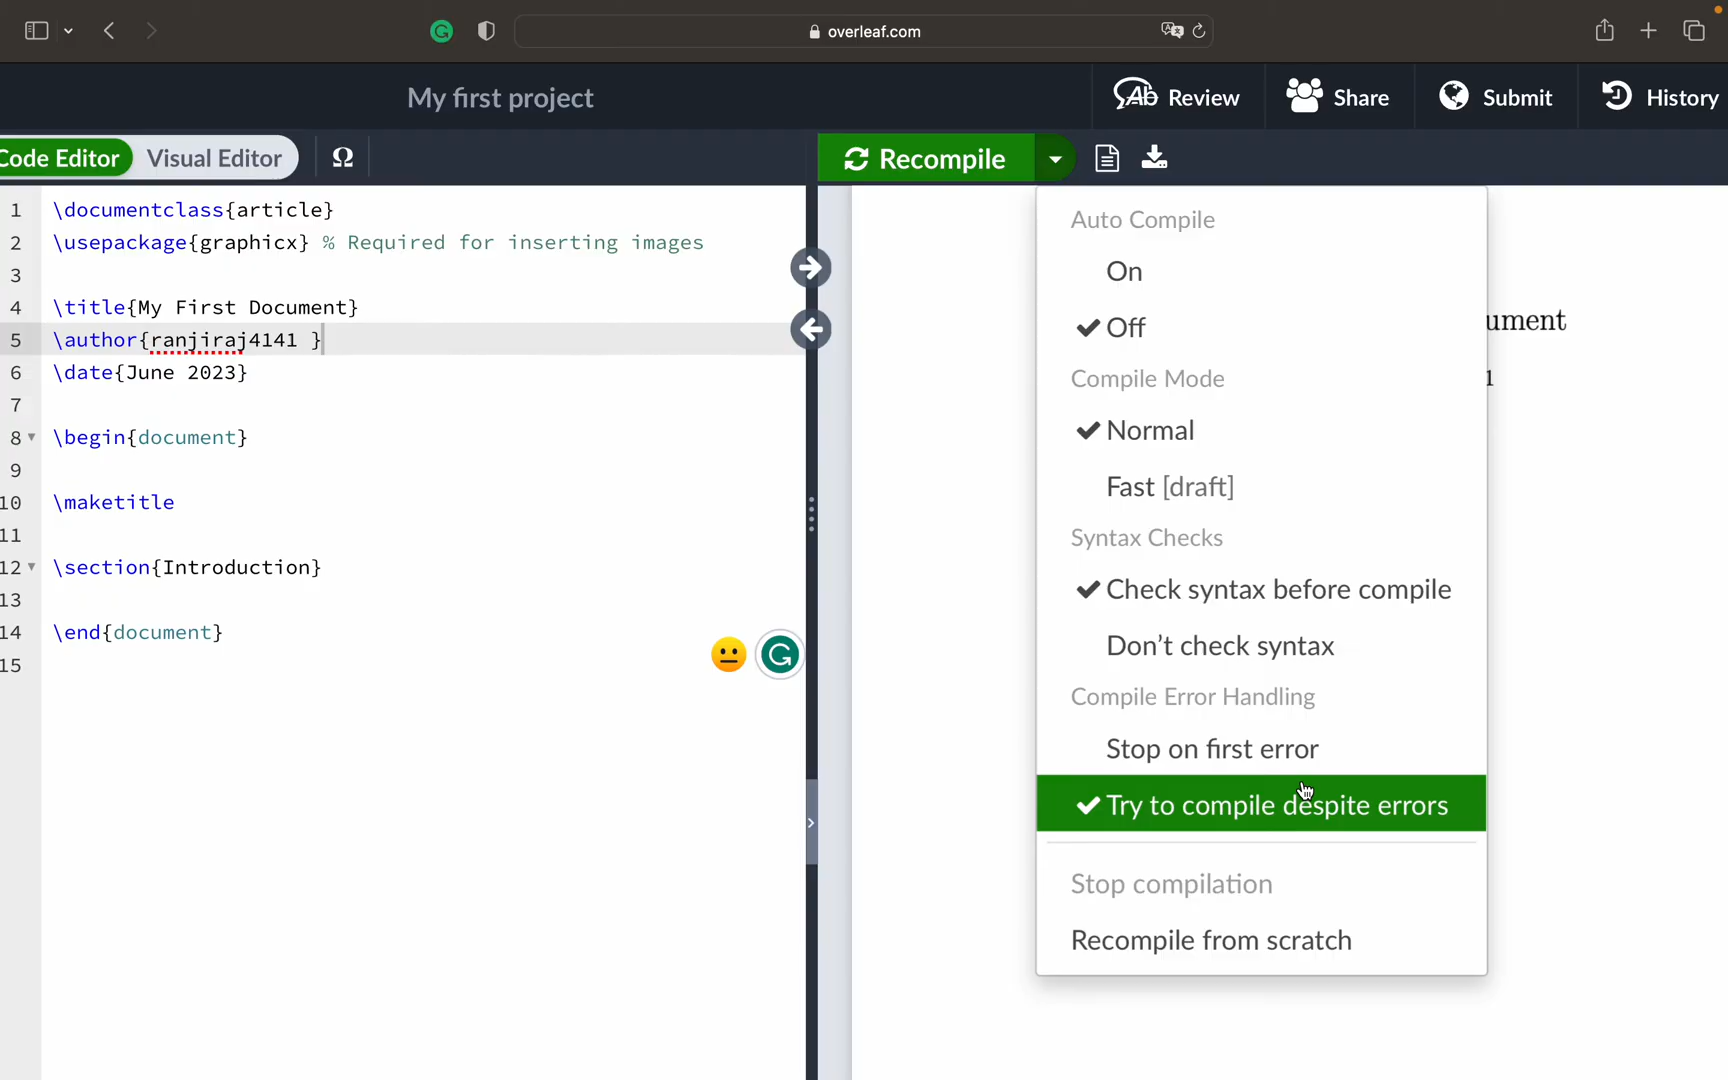 overleaf.com
My first project
Review
Share
Submit
History
Code Editor
Visual Editor
Ω
Recompile
1 \documentclass{article}
2 \usepackage{graphicx} % Required for inserting images
3
4 \title{My First Document}
5 \author{ranjiraj4141 }
6 \date{June 2023}
7
8 \begin{document}
9
10 \maketitle
11
12 \section{Introduction}
13
14 \end{document}
15
Auto Compile
On
Off
Compile Mode
Normal
Fast [draft]
Syntax Checks
Check syntax before compile
Don’t check syntax
Compile Error Handling
Stop on first error
Try to compile despite errors
Stop compilation
Recompile from scratch
ument
1